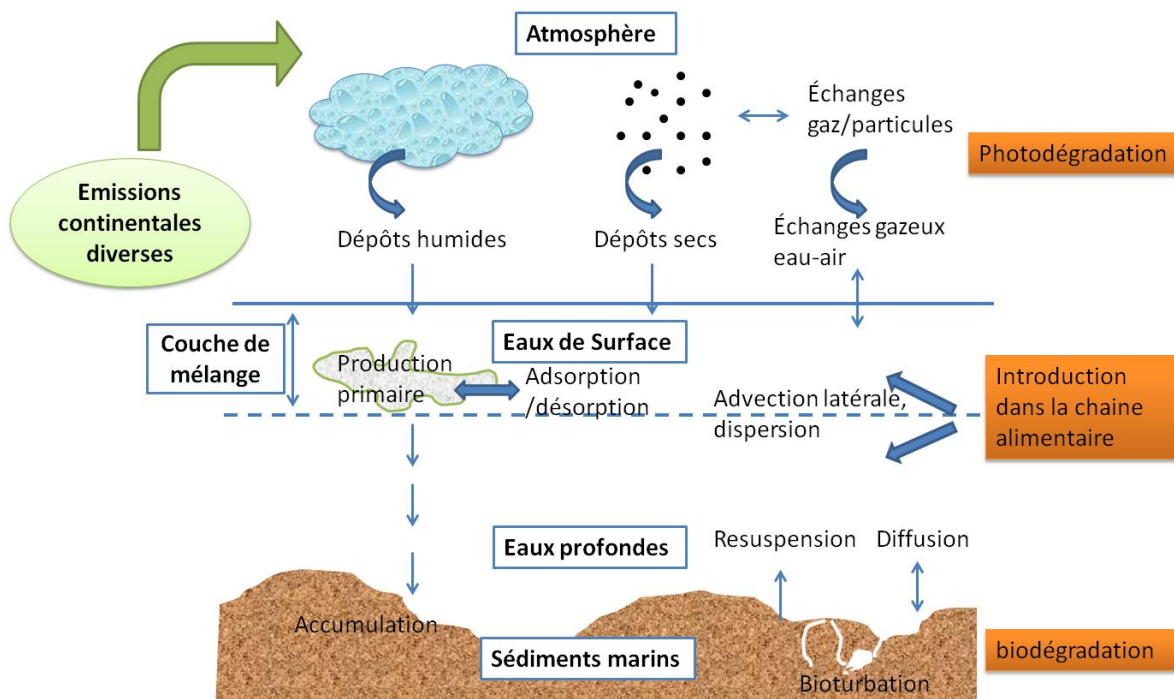 Atmosphère
Échanges
gaz/particules
Photodégradation
Emissions
continentales
diverses
Dépôts humides
Dépôts secs
Échanges gazeux
eau-air
Couche de
mélange
Eaux de Surface
Production
primaire
Adsorption
/désorption
Advection latérale,
dispersion
Introduction
dans la chaine
alimentaire
Eaux profondes
Resuspension
Diffusion
Accumulation
Sédiments marins
Bioturbation
biodégradation